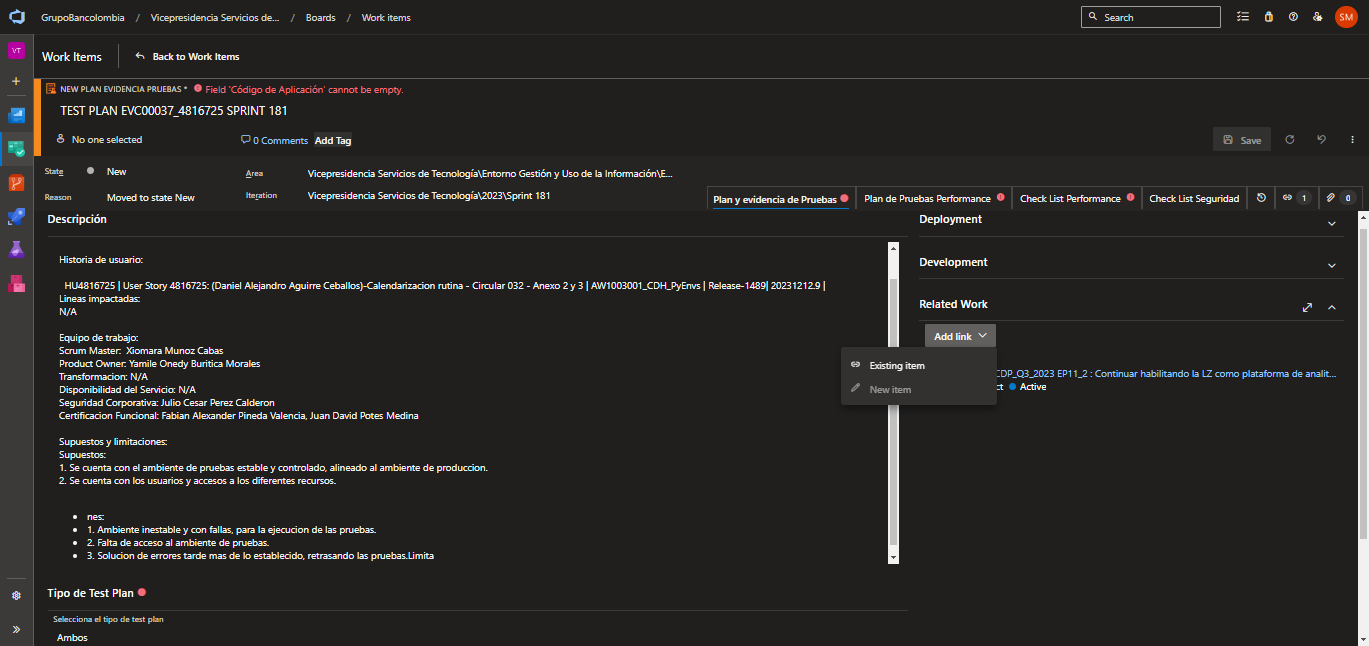 GrupoBancolombia / Vicepresidencia Servicios de... / Boards / Work items
Search
SM
VT
Work Items
Back to Work Items
NEW PLAN EVIDENCIA PRUEBAS * Field 'Código de Aplicación' cannot be empty.
TEST PLAN EVC00037_4816725 SPRINT 181
No one selected
0 Comments
Add Tag
Save
State New
Area Vicepresidencia Servicios de Tecnología\Entorno Gestión y Uso de la Información\E...
Reason Moved to state New
Iteration Vicepresidencia Servicios de Tecnología\2023\Sprint 181
Plan y evidencia de Pruebas
Plan de Pruebas Performance
Check List Performance
Check List Seguridad
1
0
Descripción
Historia de usuario:
HU4816725 | User Story 4816725: (Daniel Alejandro Aguirre Ceballos)-Calendarizacion rutina - Circular 032 - Anexo 2 y 3 | AW1003001_CDH_PyEnvs | Release-1489| 20231212.9 |
Lineas impactadas:
N/A
Equipo de trabajo:
Scrum Master: Xiomara Munoz Cabas
Product Owner: Yamile Onedy Buritica Morales
Transformacion: N/A
Disponibilidad del Servicio: N/A
Seguridad Corporativa: Julio Cesar Perez Calderon
Certificacion Funcional: Fabian Alexander Pineda Valencia, Juan David Potes Medina
Supuestos y limitaciones:
Supuestos:
1. Se cuenta con el ambiente de pruebas estable y controlado, alineado al ambiente de produccion.
2. Se cuenta con los usuarios y accesos a los diferentes recursos.
• nes:
• 1. Ambiente inestable y con fallas, para la ejecucion de las pruebas.
• 2. Falta de acceso al ambiente de pruebas.
• 3. Solucion de errores tarde mas de lo establecido, retrasando las pruebas.Limita
Tipo de Test Plan
Selecciona el tipo de test plan
Ambos
Deployment
Development
Related Work
Add link
Existing item
New item
CDP_Q3_2023 EP11_2 : Continuar habilitando la LZ como plataforma de analit...
ct Active